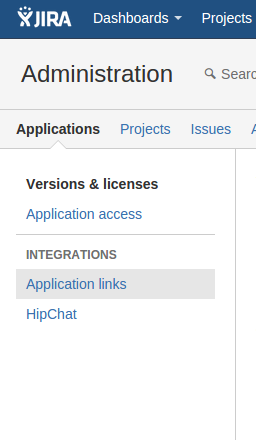 JIRA Dashboards Projects
Administration Searc
Applications Projects Issues
Versions & licenses
Application access
INTEGRATIONS
Application links
HipChat